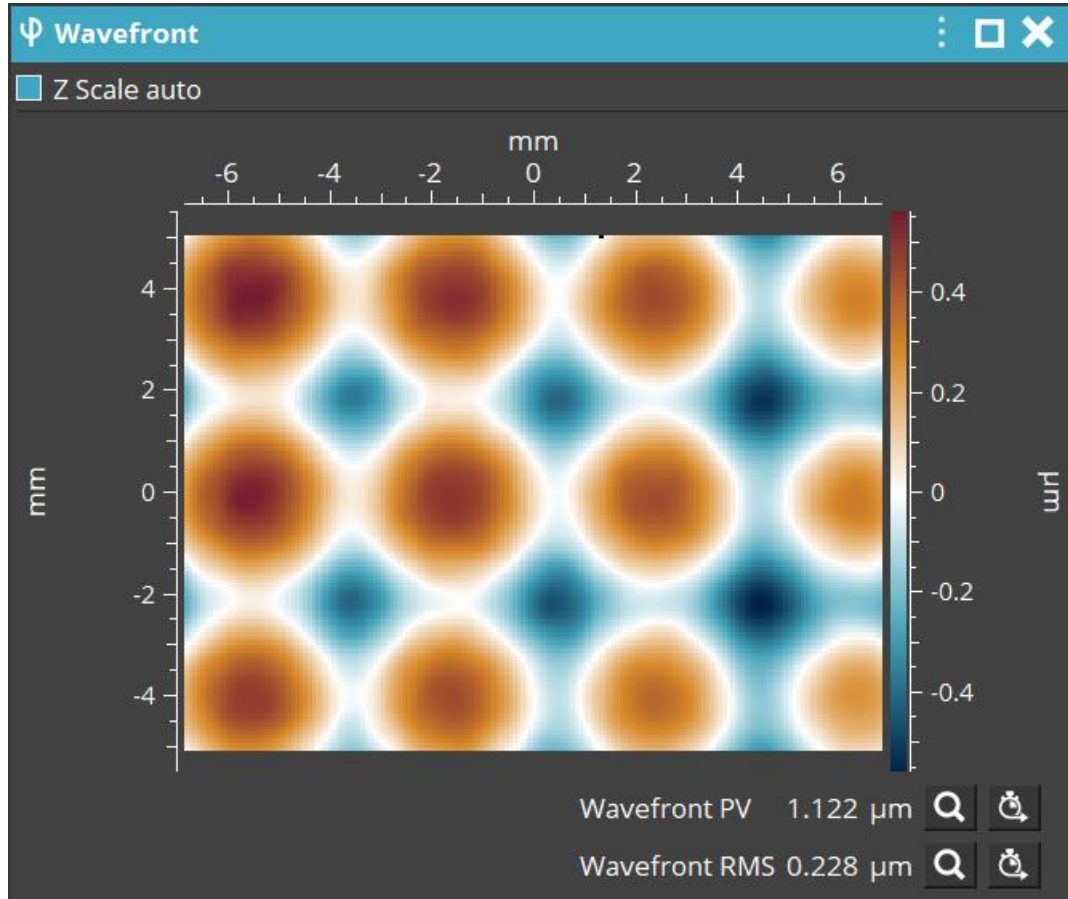 Wavefront
Z Scale auto
mm
-6 -4 -2 0 2 4 6
4
2
0
-2
-4
mm
0.4
0.2
0
-0.2
-0.4
µm
Wavefront PV 1.122 µm
Wavefront RMS 0.228 µm